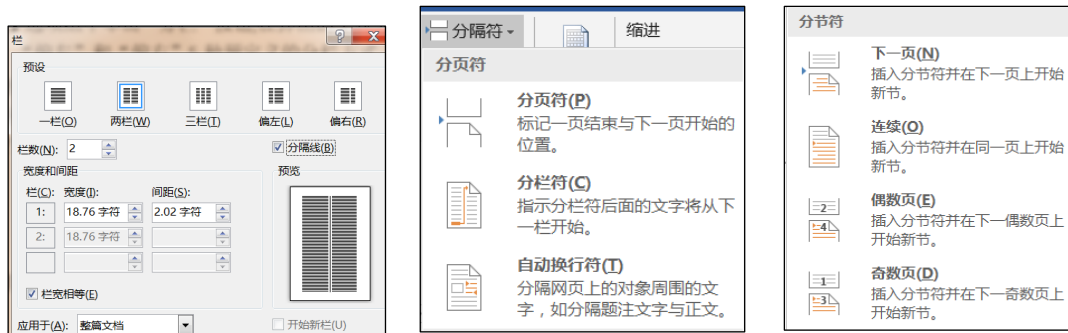 栏
预设
一栏(O) 两栏(W) 三栏(T) 偏左(L) 偏右(R)
栏数(N): 2 分隔线(B)
宽度和间距 预览
栏(C): 宽度(I): 间距(S):
1: 18.76 字符 2.02 字符
2: 18.76 字符
栏宽相等(E)
应用于(A): 整篇文档 开始新栏(U)
分隔符 缩进
分页符
分页符(P)
标记一页结束与下一页开始的
位置。
分栏符(C)
指示分栏符后面的文字将从下
一栏开始。
自动换行符(T)
分隔网页上的对象周围的文
字，如分隔题注文字与正文。
分节符
下一页(N)
插入分节符并在下一页上开始
新节。
连续(O)
插入分节符并在同一页上开始
新节。
=2=
=4
偶数页(E)
插入分节符并在下一偶数页上
开始新节。
=1=
=3
奇数页(D)
插入分节符并在下一奇数页上
开始新节。